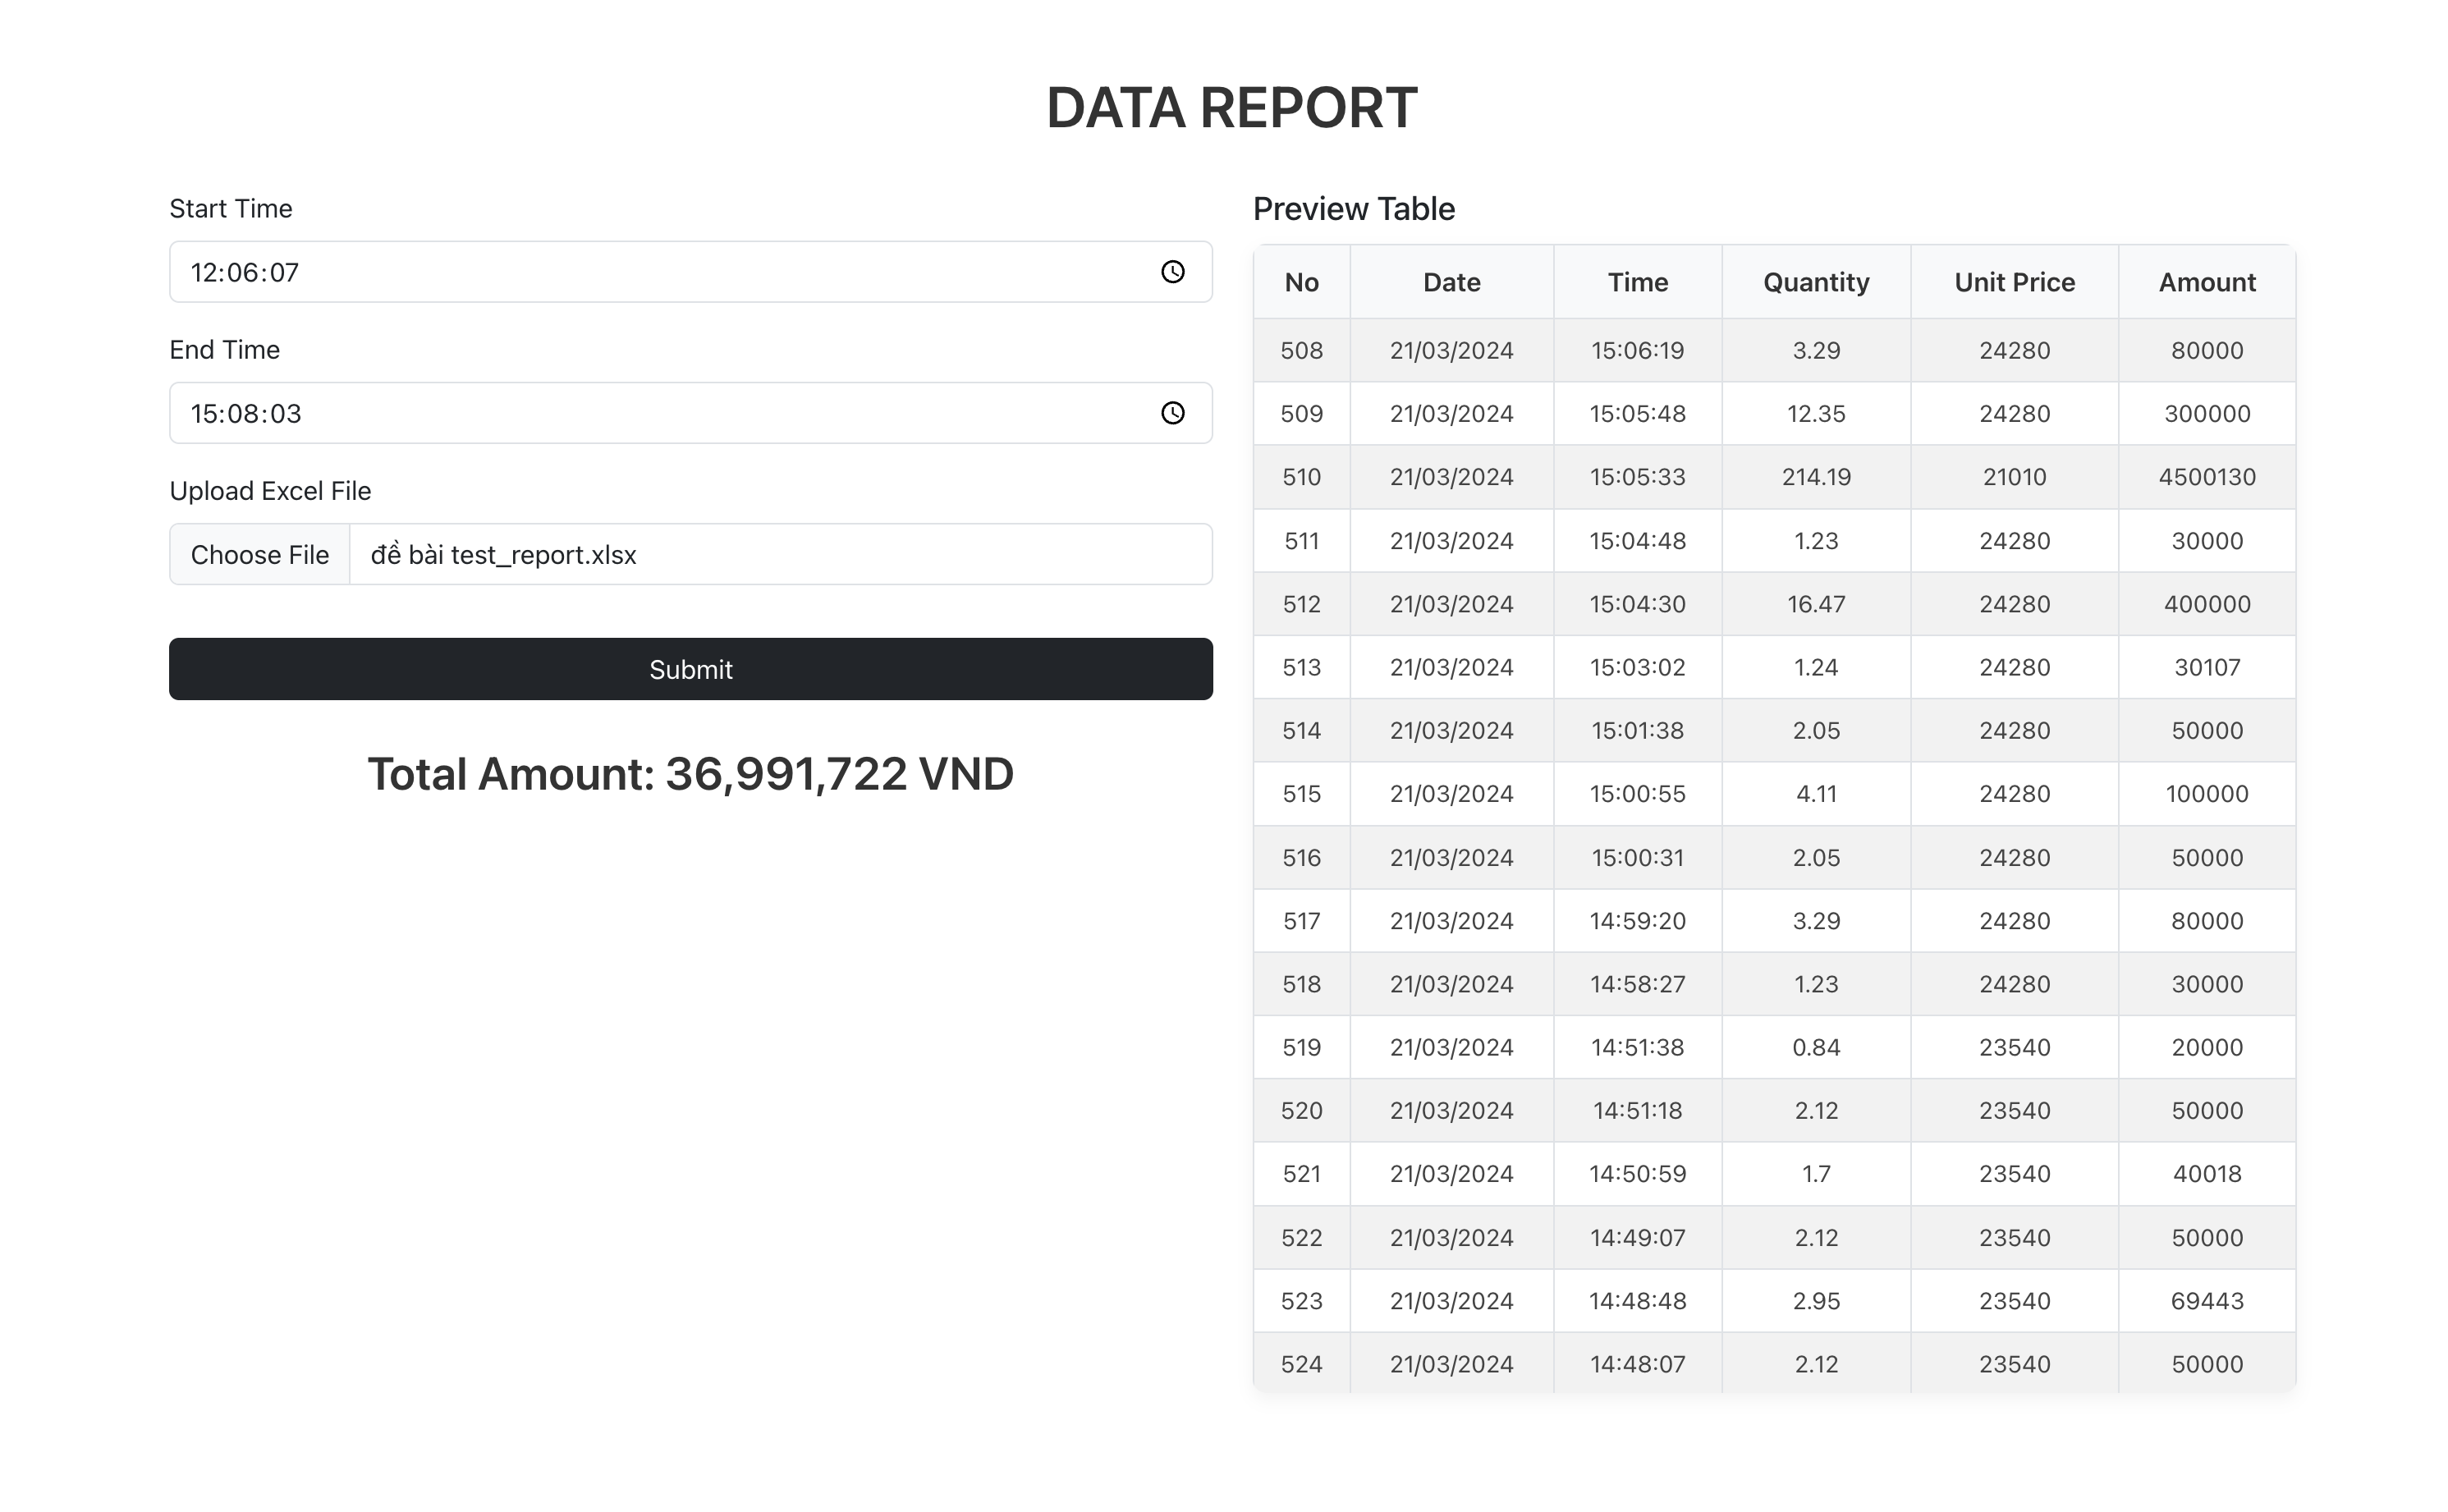 DATA REPORT
Start Time
12:06:07
End Time
15:08:03
Upload Excel File
Choose File đề bài test_report.xlsx
Submit
Total Amount: 36,991,722 VND
Preview Table
No Date Time Quantity Unit Price Amount
508 21/03/2024 15:06:19 3.29 24280 80000
509 21/03/2024 15:05:48 12.35 24280 300000
510 21/03/2024 15:05:33 214.19 21010 4500130
511 21/03/2024 15:04:48 1.23 24280 30000
512 21/03/2024 15:04:30 16.47 24280 400000
513 21/03/2024 15:03:02 1.24 24280 30107
514 21/03/2024 15:01:38 2.05 24280 50000
515 21/03/2024 15:00:55 4.11 24280 100000
516 21/03/2024 15:00:31 2.05 24280 50000
517 21/03/2024 14:59:20 3.29 24280 80000
518 21/03/2024 14:58:27 1.23 24280 30000
519 21/03/2024 14:51:38 0.84 23540 20000
520 21/03/2024 14:51:18 2.12 23540 50000
521 21/03/2024 14:50:59 1.7 23540 40018
522 21/03/2024 14:49:07 2.12 23540 50000
523 21/03/2024 14:48:48 2.95 23540 69443
524 21/03/2024 14:48:07 2.12 23540 50000